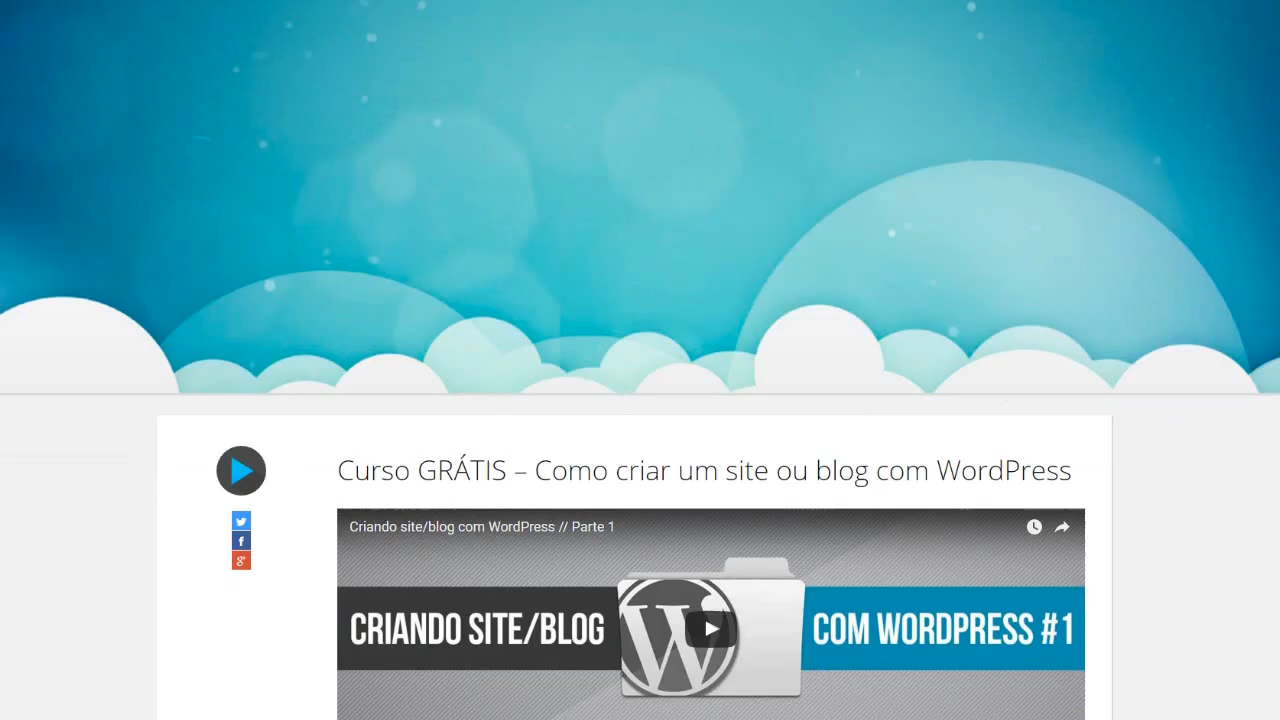 Curso GRÁTIS – Como criar um site ou blog com WordPress
Criando site/blog com WordPress // Parte 1
CRIANDO SITE/BLOG
COM WORDPRESS #1